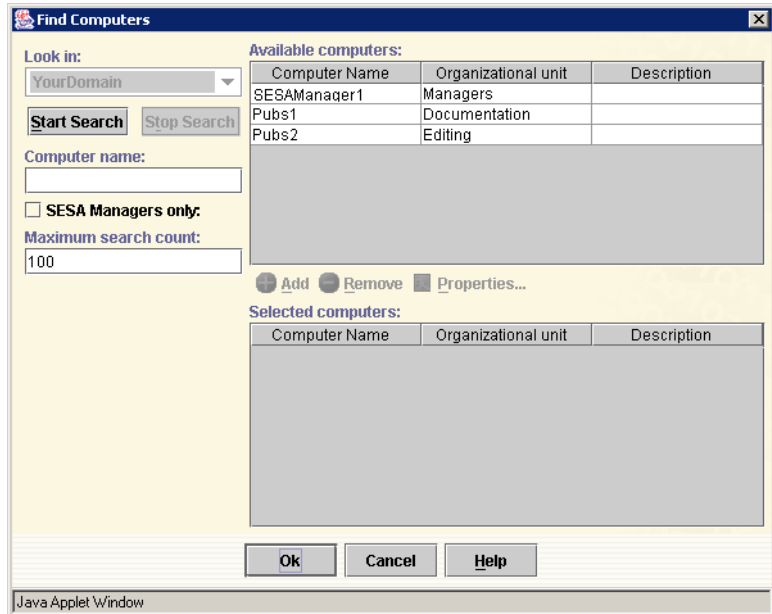 Find Computers
Look in:
YourDomain
Start Search Stop Search
Computer name:
SESA Managers only:
Maximum search count:
100
Available computers:
Computer Name Organizational unit Description
SESAManager1 Managers
Pubs1 Documentation
Pubs2 Editing
Add Remove Properties...
Selected computers:
Computer Name Organizational unit Description
Ok Cancel Help
Java Applet Window